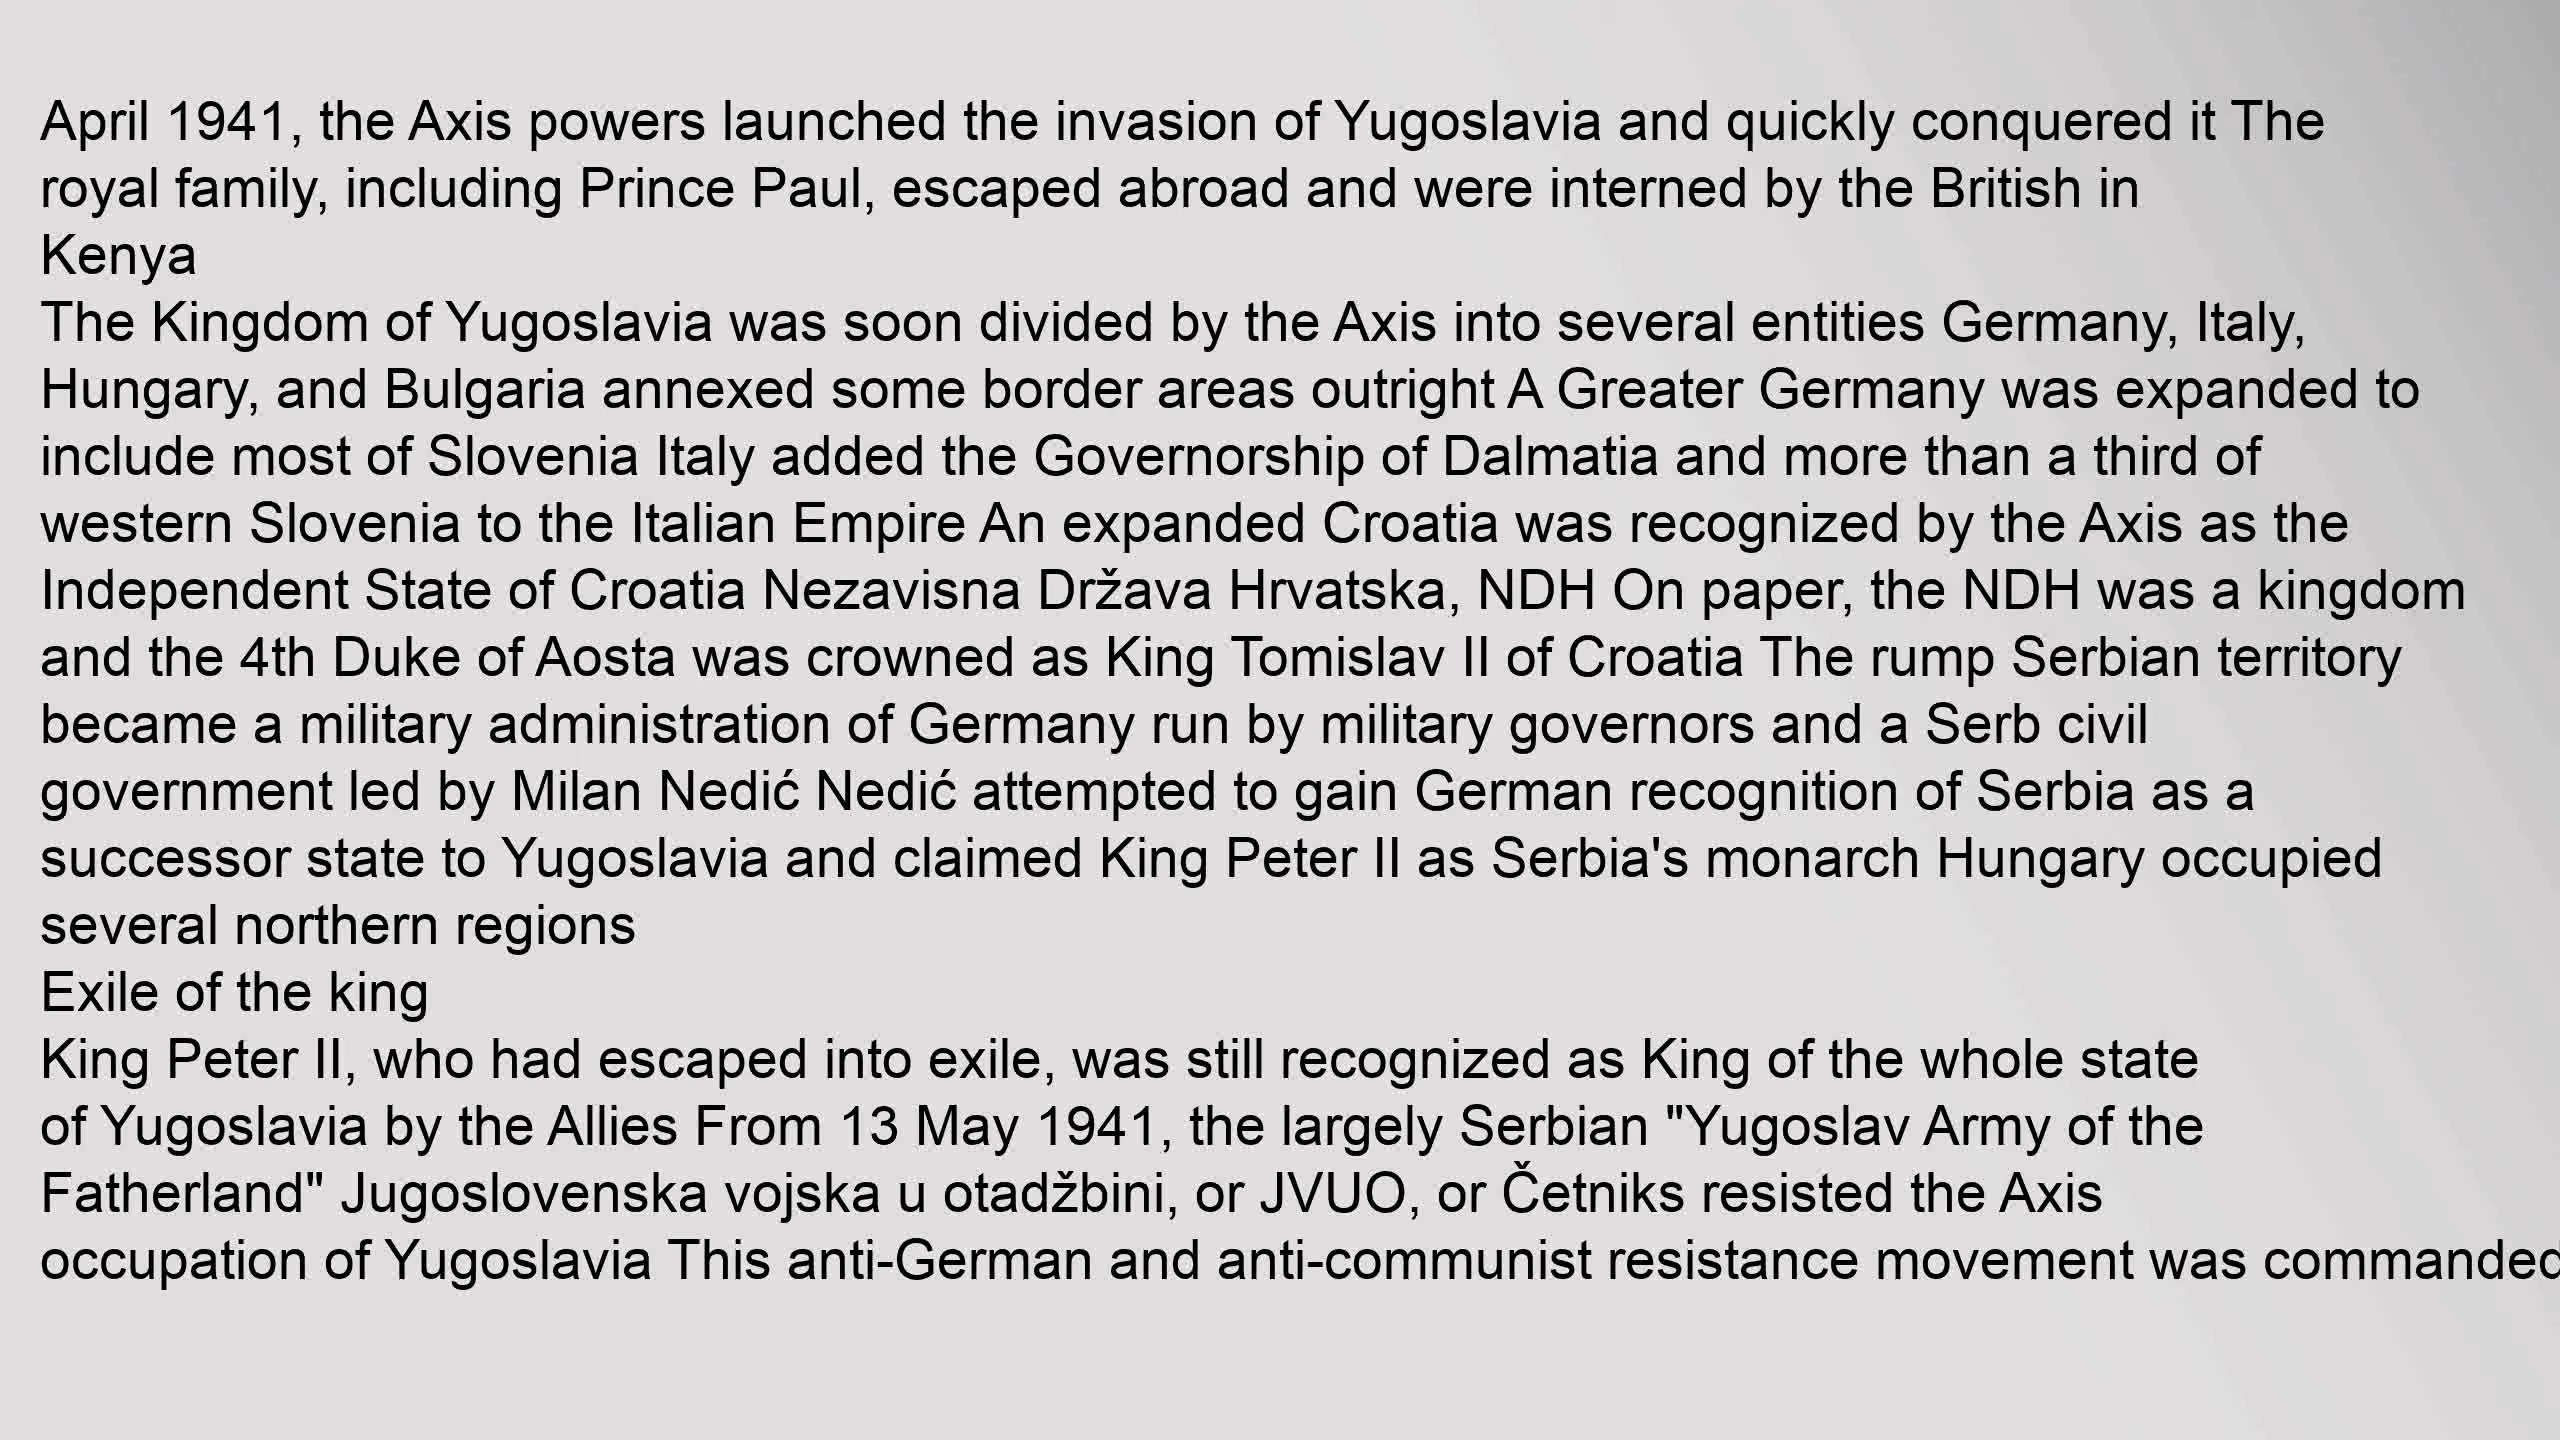 April 1941, the Axis powers launched the invasion of Yugoslavia and quickly conquered it The
royal family, including Prince Paul, escaped abroad and were interned by the British in
Kenya
The Kingdom of Yugoslavia was soon divided by the Axis into several entities Germany, Italy,
Hungary, and Bulgaria annexed some border areas outright A Greater Germany was expanded to
include most of Slovenia Italy added the Governorship of Dalmatia and more than a third of
western Slovenia to the Italian Empire An expanded Croatia was recognized by the Axis as the
Independent State of Croatia Nezavisna Država Hrvatska, NDH On paper, the NDH was a kingdom
and the 4th Duke of Aosta was crowned as King Tomislav II of Croatia The rump Serbian territory
became a military administration of Germany run by military governors and a Serb civil
government led by Milan Nedić Nedić attempted to gain German recognition of Serbia as a
successor state to Yugoslavia and claimed King Peter II as Serbia's monarch Hungary occupied
several northern regions
Exile of the king
King Peter II, who had escaped into exile, was still recognized as King of the whole state
of Yugoslavia by the Allies From 13 May 1941, the largely Serbian "Yugoslav Army of the
Fatherland" Jugoslovenska vojska u otadžbini, or JVUO, or Četniks resisted the Axis
occupation of Yugoslavia This anti-German and anti-communist resistance movement was commanded